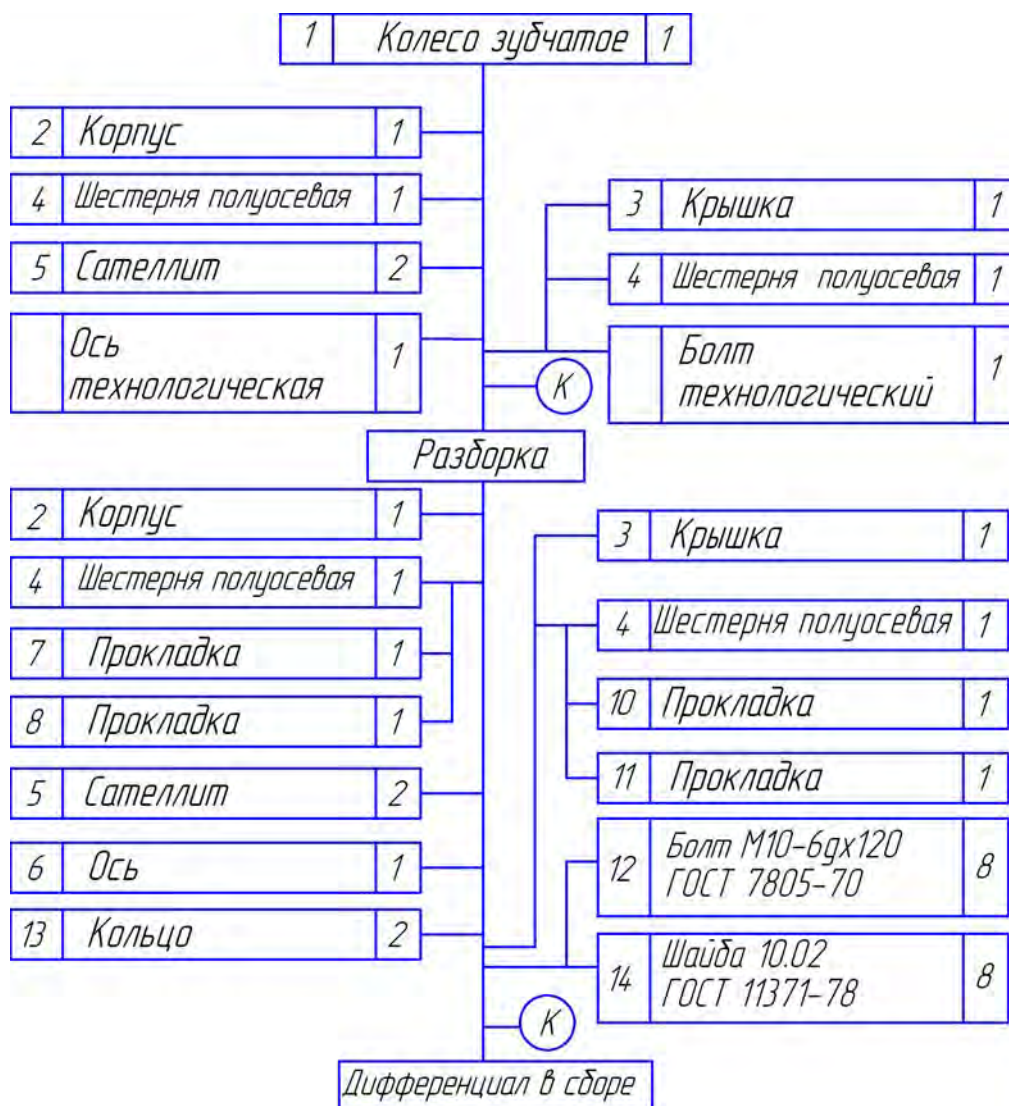 1 Колесо зубчатое 1
2 Корпус 1
4 Шестерня полуосевая 1
5 Сателлит 2
Ось
технологическая 1
3 Крышка 1
4 Шестерня полуосевая 1
Болт
технологический 1
К
Разборка
2 Корпус 1
4 Шестерня полуосевая 1
7 Прокладка 1
8 Прокладка 1
5 Сателлит 2
6 Ось 1
13 Кольцо 2
3 Крышка 1
4 Шестерня полуосевая 1
10 Прокладка 1
11 Прокладка 1
12 Болт М10-6gх120 8
ГОСТ 7805-70
14 Шайба 10.02 8
ГОСТ 11371-78
К
Дифференциал в сборе